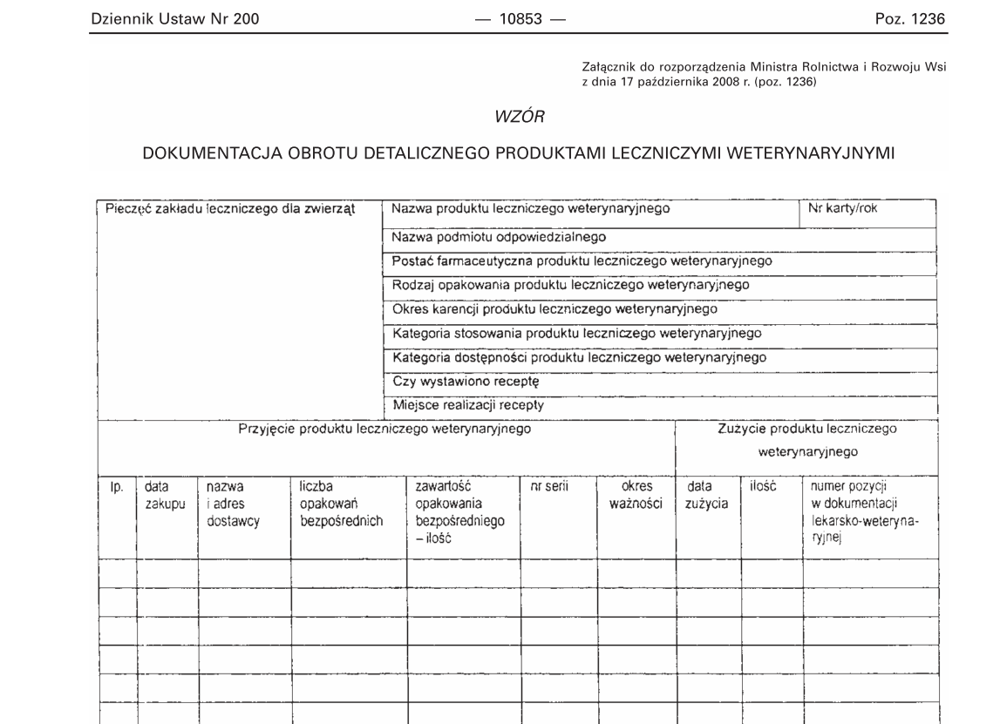 Dziennik Ustaw Nr 200 — 10853 — Poz. 1236
Załącznik do rozporządzenia Ministra Rolnictwa i Rozwoju Wsi
z dnia 17 października 2008 r. (poz. 1236)
WZÓR
DOKUMENTACJA OBROTU DETALICZNEGO PRODUKTAMI LECZNICZYMI WETERYNARYJNYMI
Pieczęć zakładu leczniczego dla zwierząt
Nazwa produktu leczniczego weterynaryjnego
Nr karty/rok
Nazwa podmiotu odpowiedzialnego
Postać farmaceutyczna produktu leczniczego weterynaryjnego
Rodzaj opakowania produktu leczniczego weterynaryjnego
Okres karencji produktu leczniczego weterynaryjnego
Kategoria stosowania produktu leczniczego weterynaryjnego
Kategoria dostępności produktu leczniczego weterynaryjnego
Czy wystawiono receptę
Miejsce realizacji recepty
Przyjęcie produktu leczniczego weterynaryjnego
Zużycie produktu leczniczego
weterynaryjnego
lp.
data
zakupu
nazwa
i adres
dostawcy
liczba
opakowań
bezpośrednich
zawartość
opakowania
bezpośredniego
– ilość
nr serii
okres
ważności
data
zużycia
ilość
numer pozycji
w dokumentacji
lekarsko-weteryna-
ryjnej